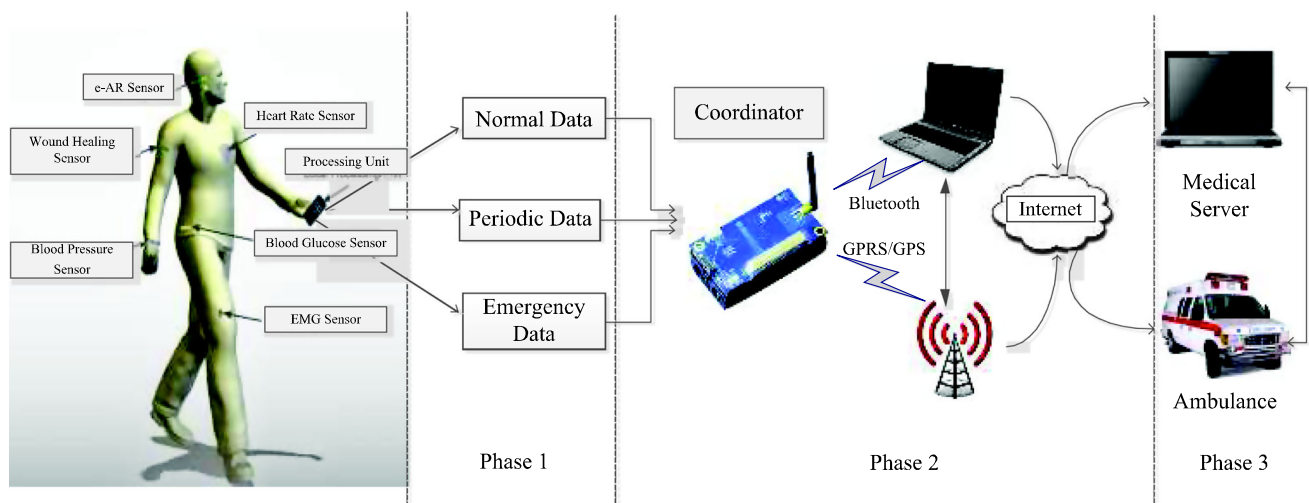 e-AR Sensor
Heart Rate Sensor
Wound Healing
Sensor
Processing Unit
Blood Glucose Sensor
Blood Pressure
Sensor
EMG Sensor
Normal Data
Periodic Data
Emergency
Data
Phase 1
Coordinator
Bluetooth
GPRS/GPS
Internet
Phase 2
Medical
Server
Ambulance
Phase 3